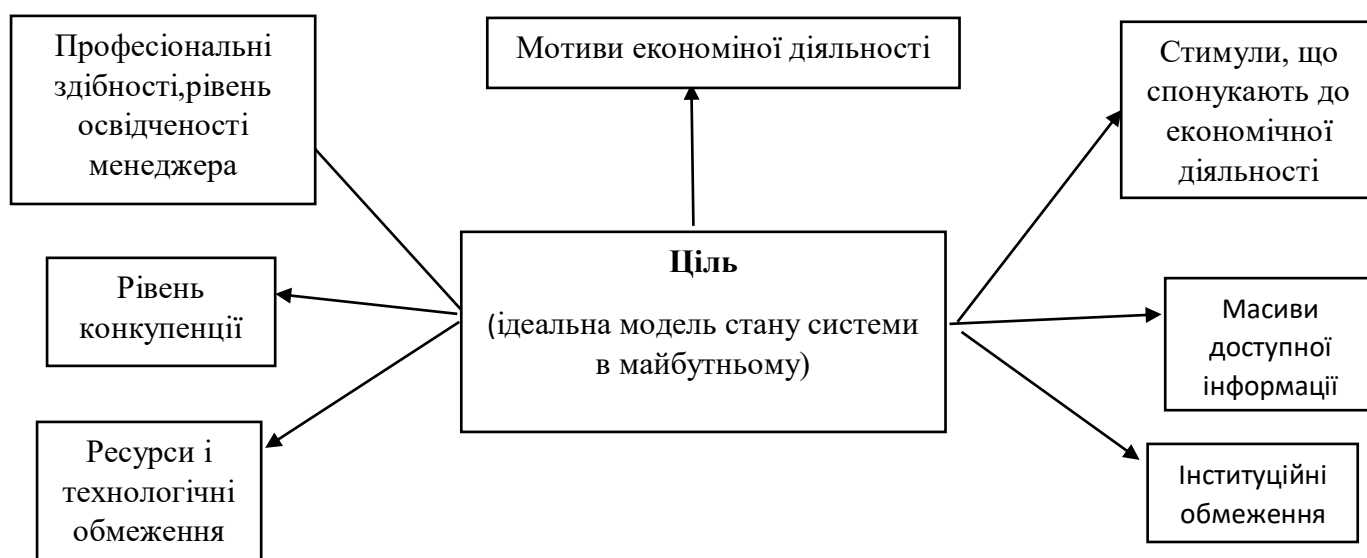 Професіональні
здібності,рівень
освідченості
менеджера
Мотиви економіної діяльності
Стимули, що
спонукають до
економічної
діяльності
Рівень
конкупенції
Ціль
(ідеальна модель стану системи
в майбутньому)
Масиви
доступної
інформації
Ресурси і
технологічні
обмеження
Інституційні
обмеження